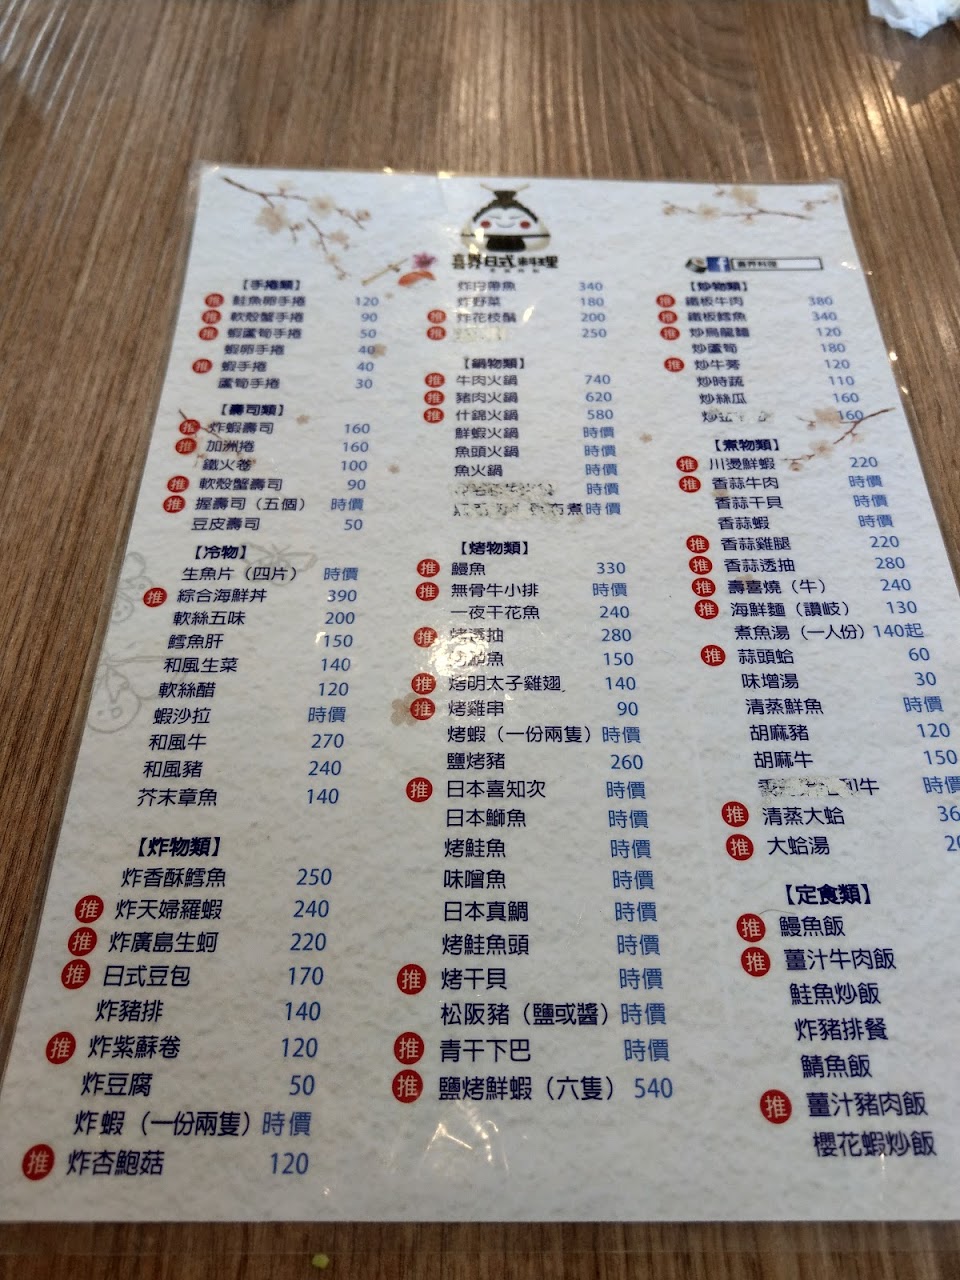 喜界日式料理
【手捲類】
推 鮭魚卵手捲 120
推 軟殼蟹手捲 90
推 蝦蘆筍手捲 50
蝦卵手捲 40
推 蝦手捲 40
蘆筍手捲 30
【壽司類】
推 炸蝦壽司 160
推 加洲捲 160
鐵火卷 100
推 軟殼蟹壽司 90
推 握壽司（五個） 時價
豆皮壽司 50
【冷物】
生魚片（四片） 時價
推 綜合海鮮丼 390
軟絲五味 200
鱈魚肝 150
和風生菜 140
軟絲醋 120
蝦沙拉 時價
和風牛 270
和風豬 240
芥末章魚 140
【炸物類】
炸香酥鱈魚 250
推 炸天婦羅蝦 240
推 炸廣島生蚵 220
推 日式豆包 170
炸豬排 140
推 炸紫蘇卷 120
炸豆腐 50
炸蝦（一份兩隻） 時價
推 炸杏鮑菇 120
炸白帶魚 340
炸野菜 180
推 炸花枝鬚 200
推 250
【鍋物類】
推 牛肉火鍋 740
推 豬肉火鍋 620
推 什錦火鍋 580
鮮蝦火鍋 時價
魚頭火鍋 時價
魚火鍋 時價
時價
煮 時價
【烤物類】
推 鰻魚 330
推 無骨牛小排 時價
一夜干花魚 240
推 烤透抽 280
魚 150
推 烤明太子雞翅 140
推 烤雞串 90
烤蝦（一份兩隻） 時價
鹽烤豬 260
推 日本喜知次 時價
日本鰤魚 時價
烤鮭魚 時價
味噌魚 時價
日本真鯛 時價
烤鮭魚頭 時價
推 烤干貝 時價
松阪豬（鹽或醬） 時價
推 青干下巴 時價
推 鹽烤鮮蝦（六隻） 540
喜界料理
【炒物類】
推 鐵板牛肉 380
推 鐵板鱈魚 340
推 炒烏龍麵 120
炒蘆筍 180
推 炒牛蒡 120
炒時蔬 110
炒絲瓜 160
炒 160
【煮物類】
推 川燙鮮蝦 220
推 香蒜牛肉 時價
香蒜干貝 時價
香蒜蝦 時價
推 香蒜雞腿 220
推 香蒜透抽 280
推 壽喜燒（牛） 240
推 海鮮麵（讚岐） 130
煮魚湯（一人份） 140起
推 蒜頭蛤 60
味增湯 30
清蒸鮮魚 時價
胡麻豬 120
胡麻牛 150
牛 時價
推 清蒸大蛤 36
推 大蛤湯 20
【定食類】
推 鰻魚飯
推 薑汁牛肉飯
鮭魚炒飯
炸豬排餐
鯖魚飯
推 薑汁豬肉飯
櫻花蝦炒飯